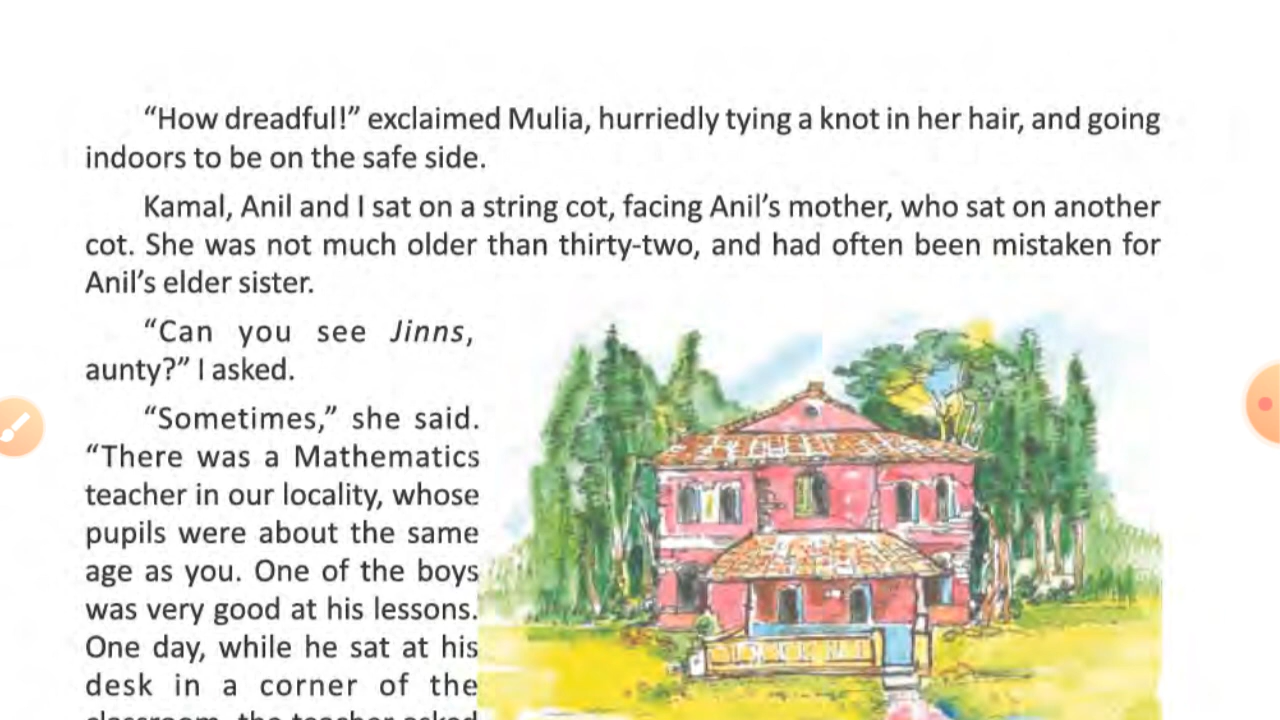 “How dreadful!” exclaimed Mulia, hurriedly tying a knot in her hair, and going
indoors to be on the safe side.
Kamal, Anil and I sat on a string cot, facing Anil’s mother, who sat on another
cot. She was not much older than thirty-two, and had often been mistaken for
Anil’s elder sister.
“Can you see Jinns,
aunty?” I asked.
“Sometimes,” she said.
“There was a Mathematics
teacher in our locality, whose
pupils were about the same
age as you. One of the boys
was very good at his lessons.
One day, while he sat at his
desk in a corner of the
classroom, the teacher asked